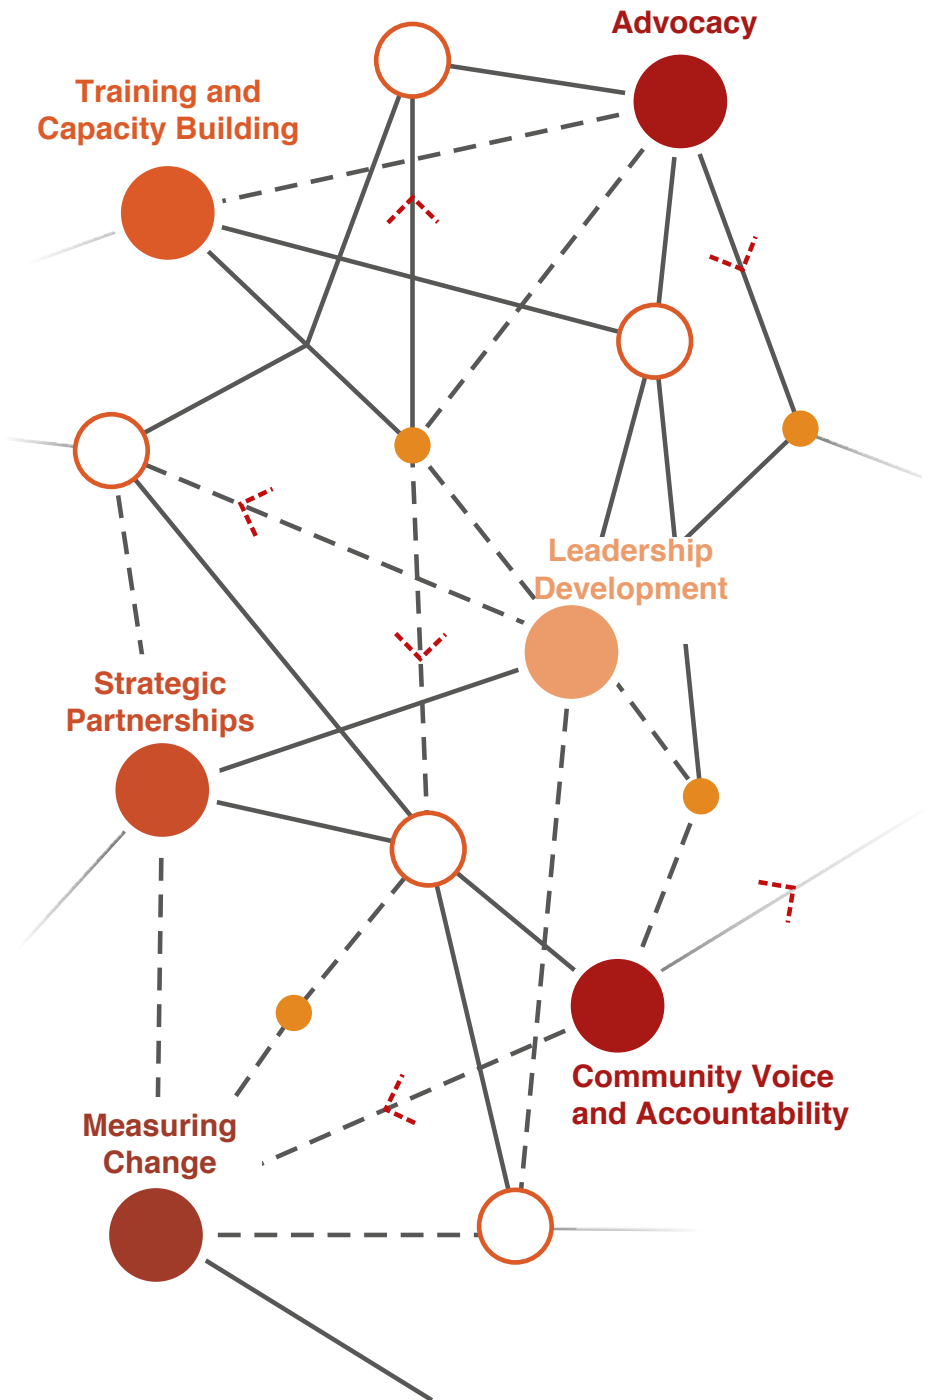 Advocacy
Training and
Capacity Building
Leadership
Development
Strategic
Partnerships
Community Voice
and Accountability
Measuring
Change